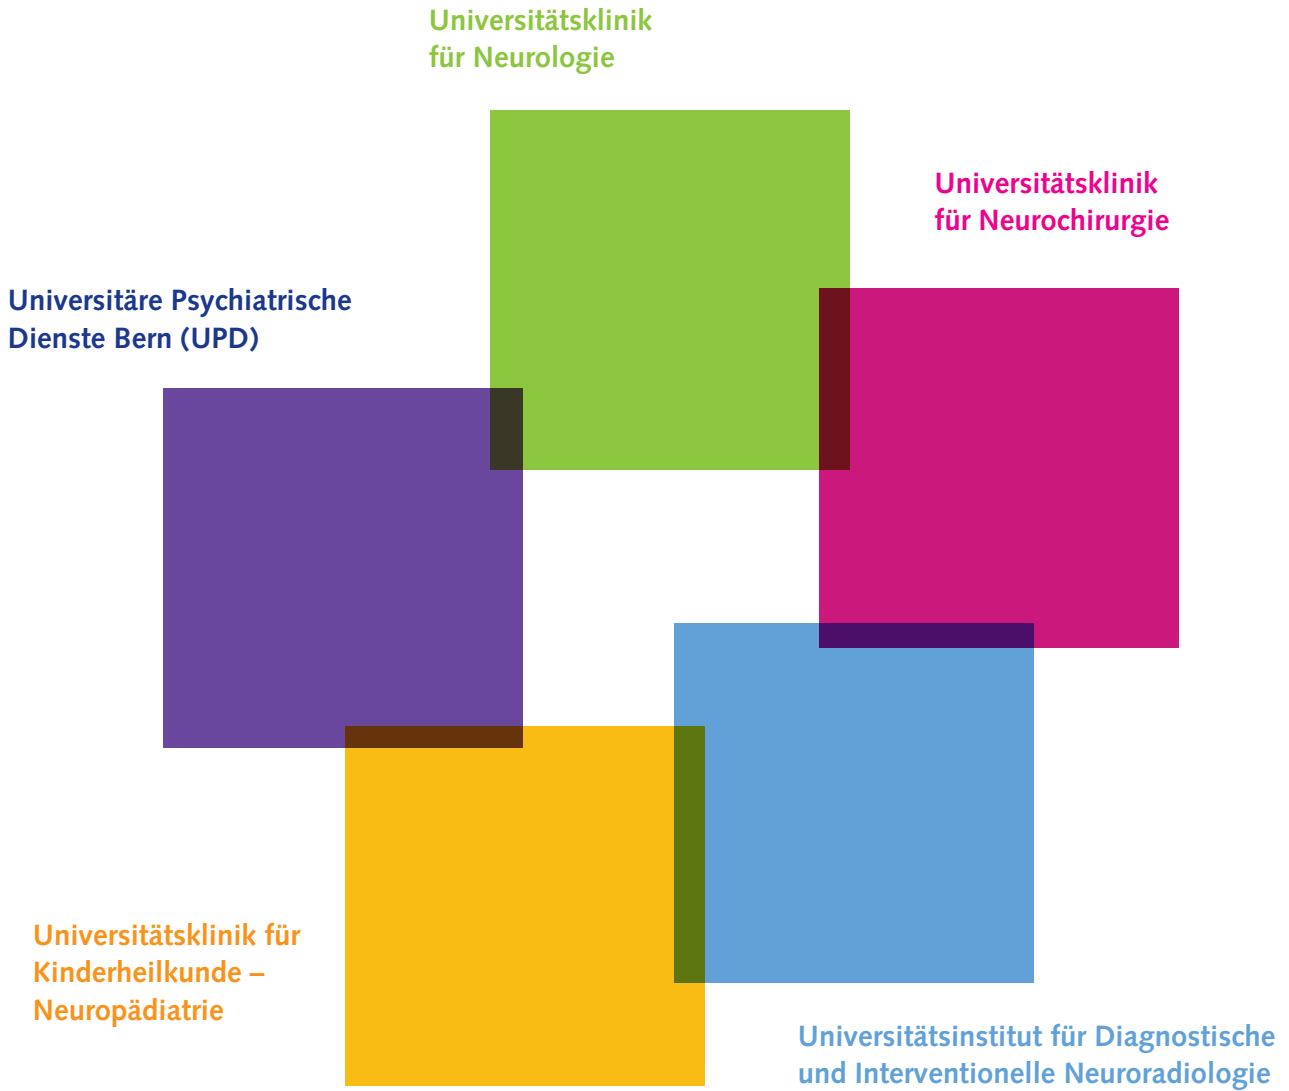 Universitätsklinik
für Neurologie
Universitätsklinik
für Neurochirurgie
Universitäre Psychiatrische
Dienste Bern (UPD)
Universitätsklinik für
Kinderheilkunde –
Neuropädiatrie
Universitätsinstitut für Diagnostische
und Interventionelle Neuroradiologie